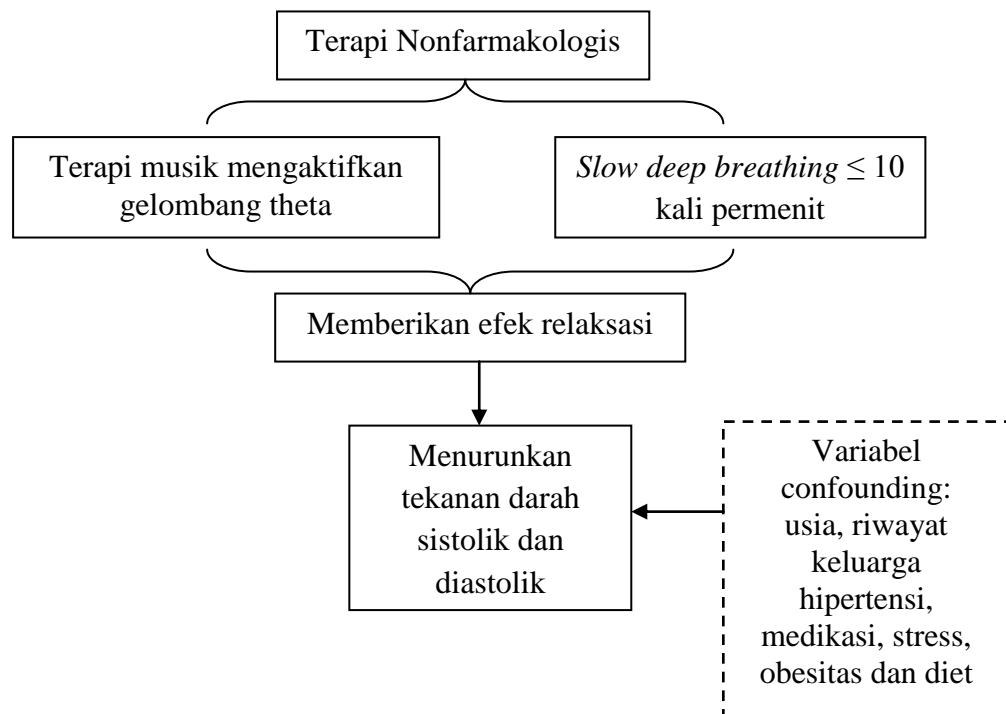 Terapi Nonfarmakologis
Terapi musik mengaktifkan
gelombang theta
Slow deep breathing ≤ 10
kali permenit
Memberikan efek relaksasi
Menurunkan
tekanan darah
sistolik dan
diastolik
Variabel
confounding:
usia, riwayat
keluarga
hipertensi,
medikasi, stress,
obesitas dan diet